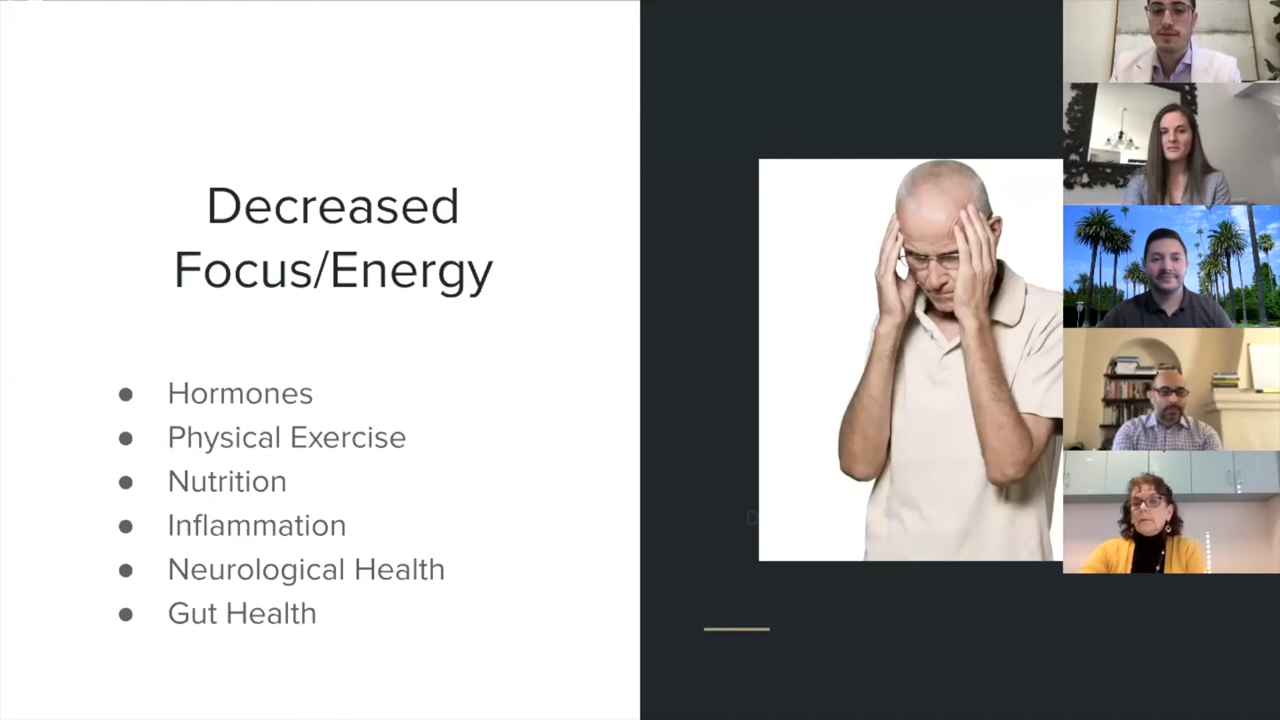 Decreased
Focus/Energy
● Hormones
● Physical Exercise
● Nutrition
● Inflammation
● Neurological Health
● Gut Health